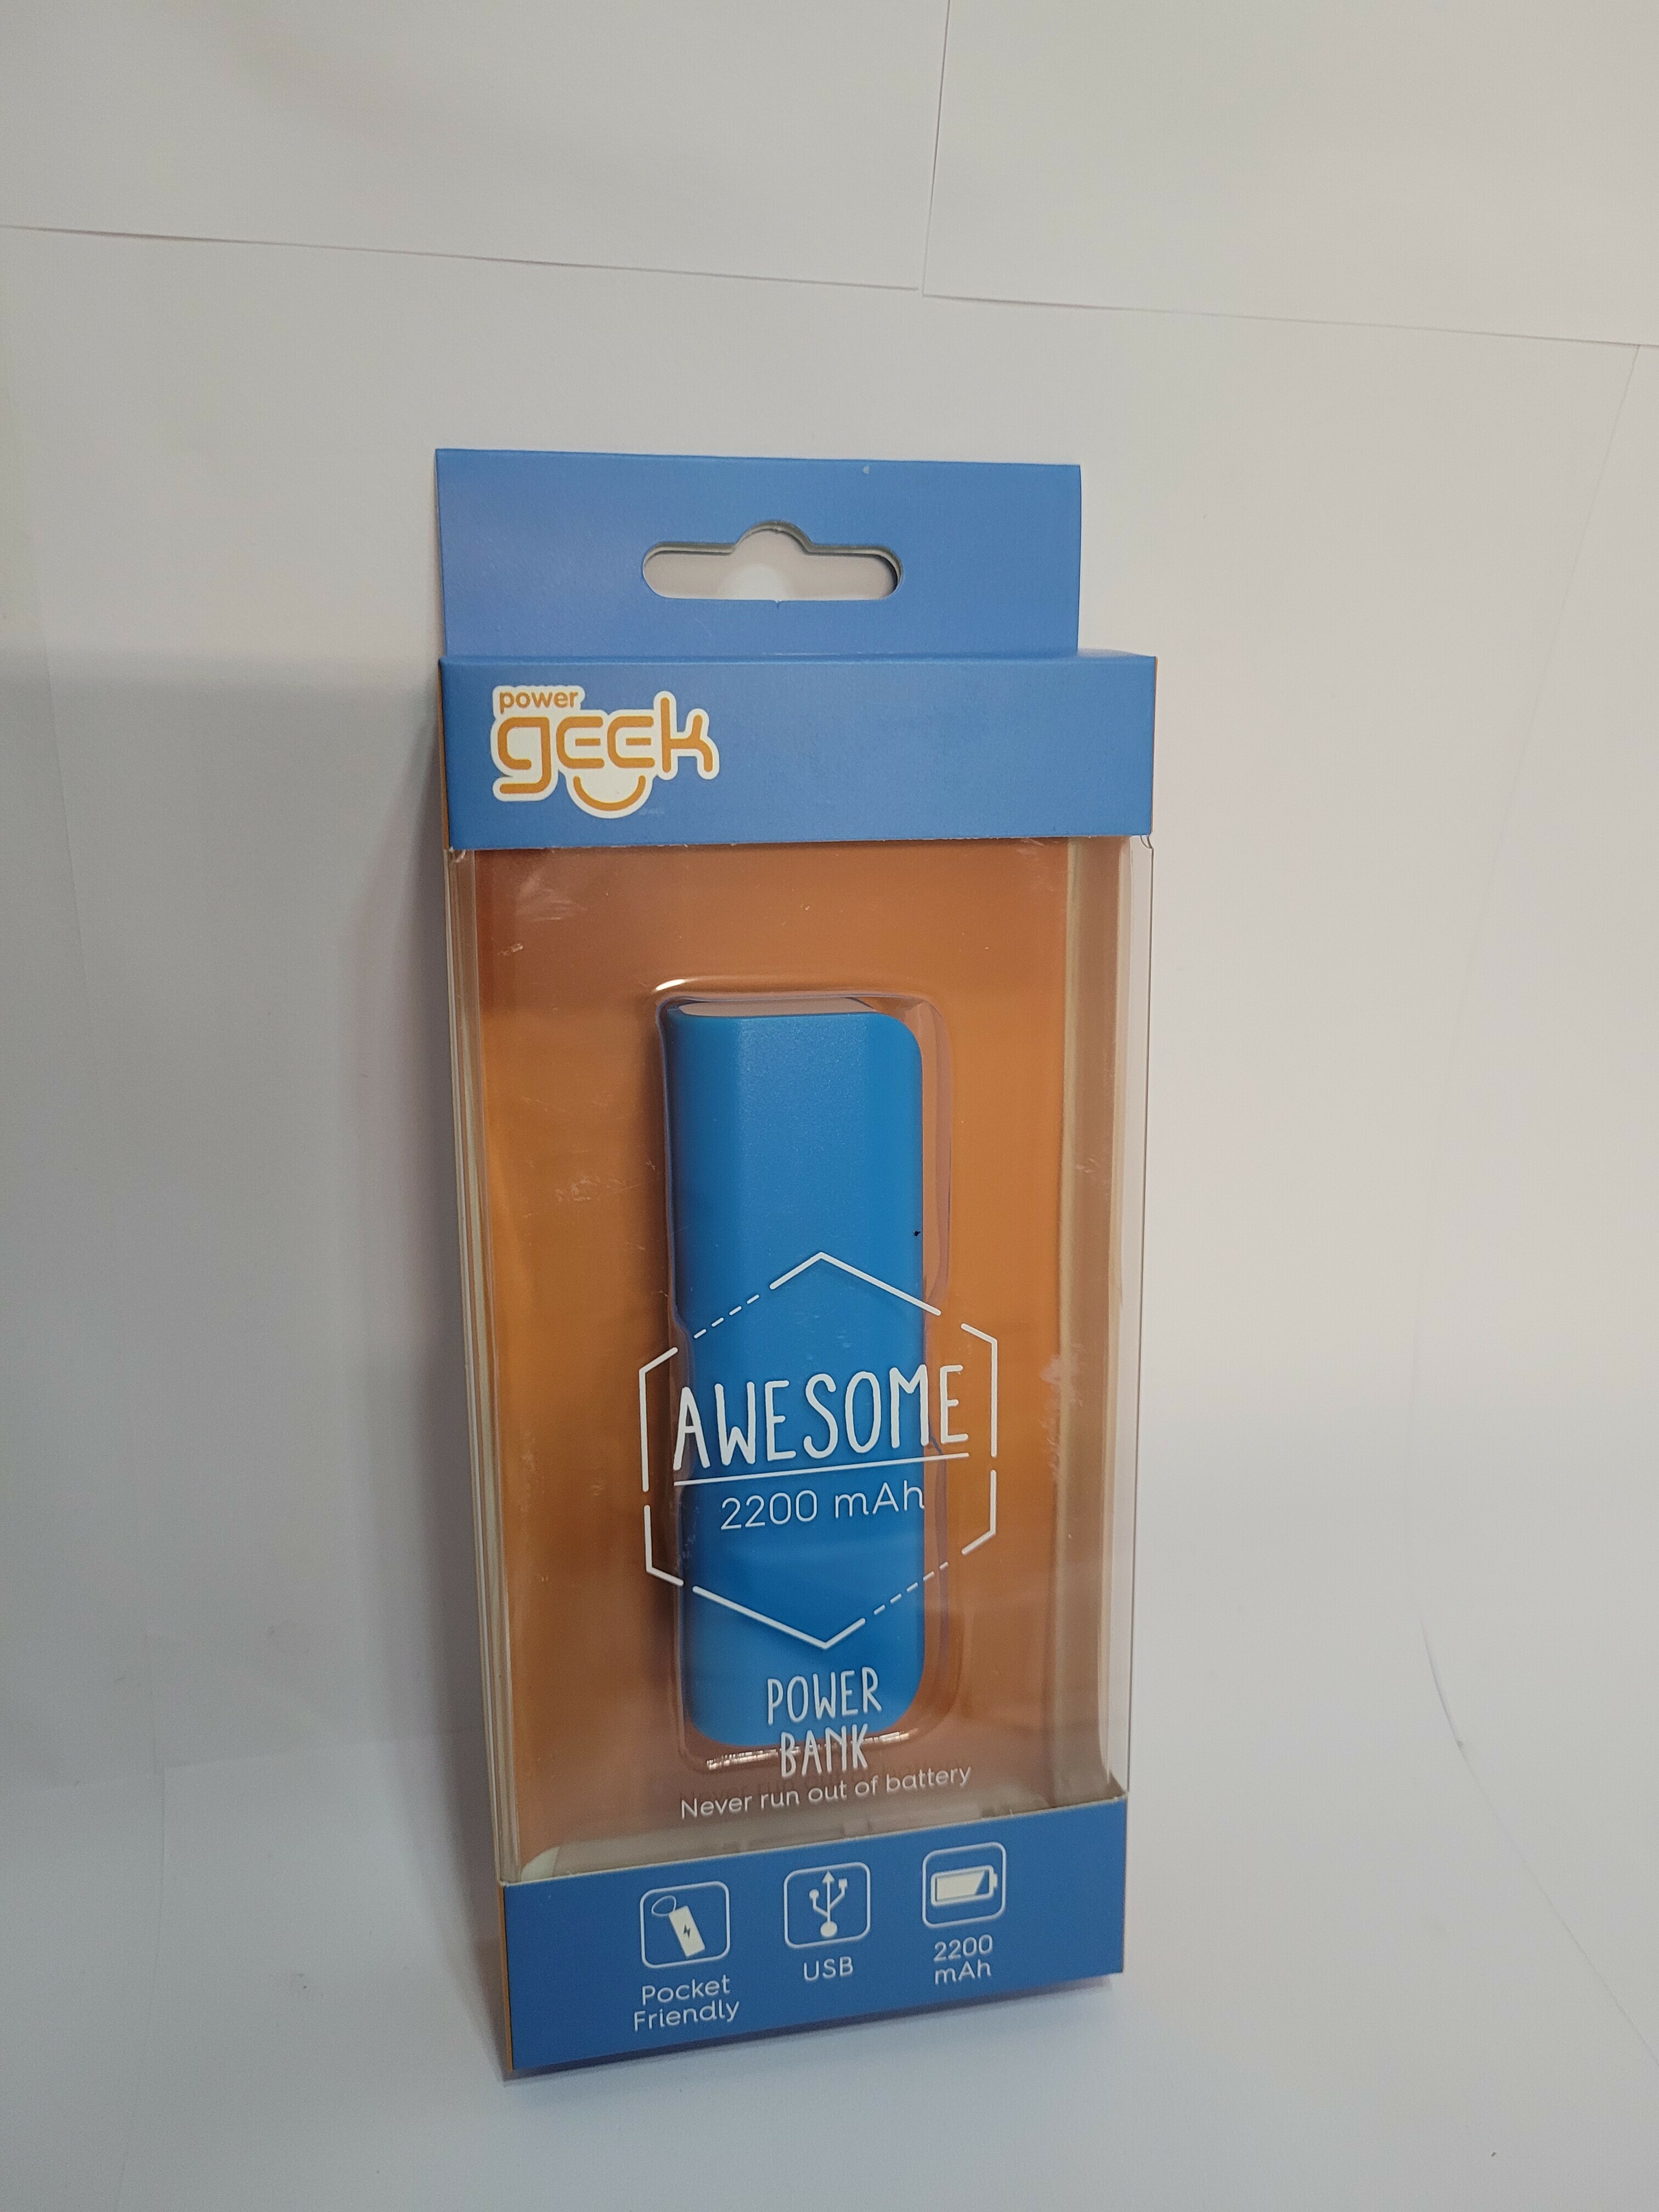 power
geek
AWESOME
2200 mAh
POWER
BANK
Never run out of battery
Pocket
Friendly
USB
2200
mAh